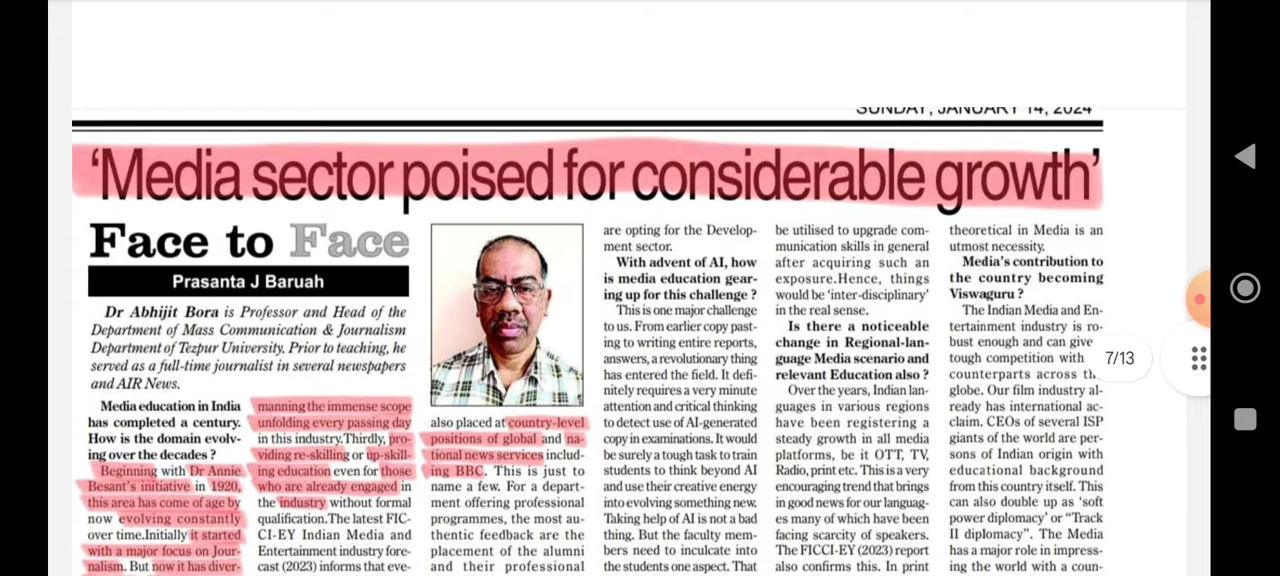 SUNDAY, JANUARY 14, 2024
‘Media sector poised for considerable growth’
Face to Face
Prasanta J Baruah
Dr Abhijit Bora is Professor and Head of the
Department of Mass Communication & Journalism
Department of Tezpur University. Prior to teaching, he
served as a full-time journalist in several newspapers
and AIR News.
Media education in India
has completed a century.
How is the domain evolv-
ing over the decades ?
Beginning with Dr Annie
Besant's initiative in 1920,
this area has come of age by
now evolving constantly
over time.Initially it started
with a major focus on Jour-
nalism. But now it has diver-
manning the immense scope
unfolding every passing day
in this industry.Thirdly, pro-
viding re-skilling or up-skill-
ing education even for those
who are already engaged in
the industry without formal
qualification.The latest FIC-
CI-EY Indian Media and
Entertainment industry fore-
cast (2023) informs that eve-
also placed at country-level
positions of global and na-
tional news services includ-
ing BBC. This is just to
name a few. For a depart-
ment offering professional
programmes, the most au-
thentic feedback are the
placement of the alumni
and their professional
are opting for the Develop-
ment sector.
With advent of AI, how
is media education gear-
ing up for this challenge ?
This is one major challenge
to us. From earlier copy past-
ing to writing entire reports,
answers, a revolutionary thing
has entered the field. It defi-
nitely requires a very minute
attention and critical thinking
to detect use of AI-generated
copy in examinations. It would
be surely a tough task to train
students to think beyond AI
and use their creative energy
into evolving something new.
Taking help of AI is not a bad
thing. But the faculty mem-
bers need to inculcate into
the students one aspect. That
be utilised to upgrade com-
munication skills in general
after acquiring such an
exposure.Hence, things
would be ‘inter-disciplinary’
in the real sense.
Is there a noticeable
change in Regional-lan-
guage Media scenario and
relevant Education also ?
Over the years, Indian lan-
guages in various regions
have been registering a
steady growth in all media
platforms, be it OTT, TV,
Radio, print etc. This is a very
encouraging trend that brings
in good news for our languag-
es many of which have been
facing scarcity of speakers.
The FICCI-EY (2023) report
also confirms this. In print
theoretical in Media is an
utmost necessity.
Media's contribution to
the country becoming
Viswaguru ?
The Indian Media and En-
tertainment industry is ro-
bust enough and can give
tough competition with
counterparts across
globe. Our film industry al-
ready has international ac-
claim. CEOs of several ISP
giants of the world are per-
sons of Indian origin with
educational background
from this country itself. This
can also double up as ‘soft
power diplomacy’ or “Track
II diplomacy”. The Media
has a major role in impress-
ing the world with a coun-
7/13